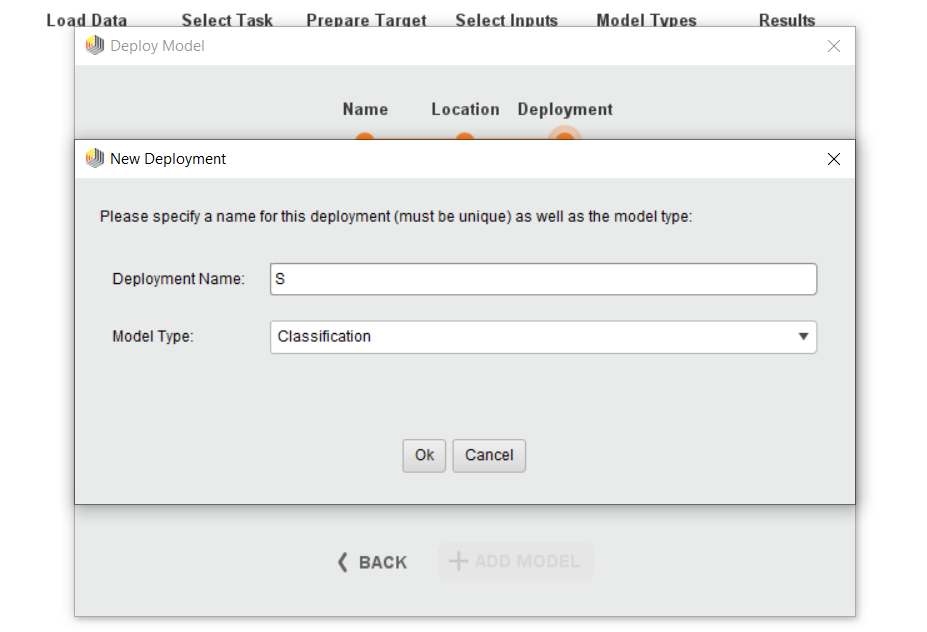 Load Data Select Task Prepare Target Select Inputs Model Types Results
Deploy Model
Name Location Deployment
New Deployment
Please specify a name for this deployment (must be unique) as well as the model type:
Deployment Name: S
Model Type: Classification
Ok Cancel
BACK ADD MODEL